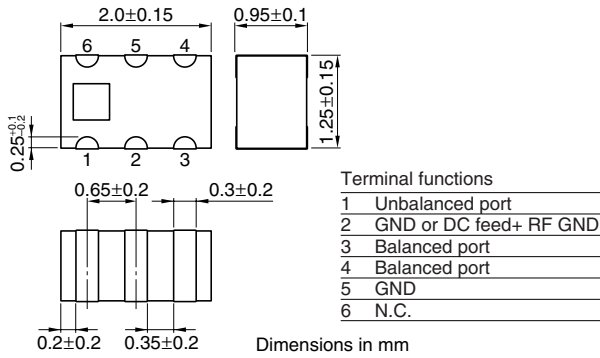 2.0±0.15
0.95±0.1
6 5 4
1.25±0.15
0.25+0.1-0.2
1 2 3
0.65±0.2
0.3±0.2
0.2±0.2
0.35±0.2
Dimensions in mm
Terminal functions
1 Unbalanced port
2 GND or DC feed+ RF GND
3 Balanced port
4 Balanced port
5 GND
6 N.C.